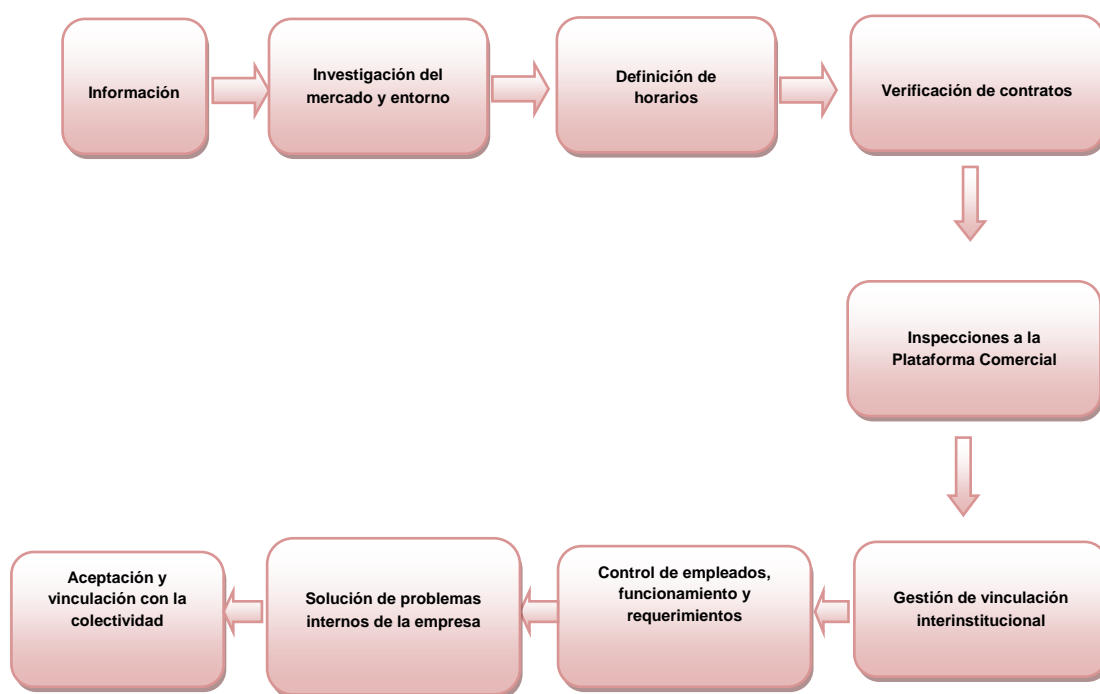 Información
Investigación del
mercado y entorno
Definición de
horarios
Verificación de contratos
Inspecciones a la
Plataforma Comercial
Gestión de vinculación
interinstitucional
Control de empleados,
funcionamiento y
requerimientos
Solución de problemas
internos de la empresa
Aceptación y
vinculación con la
colectividad